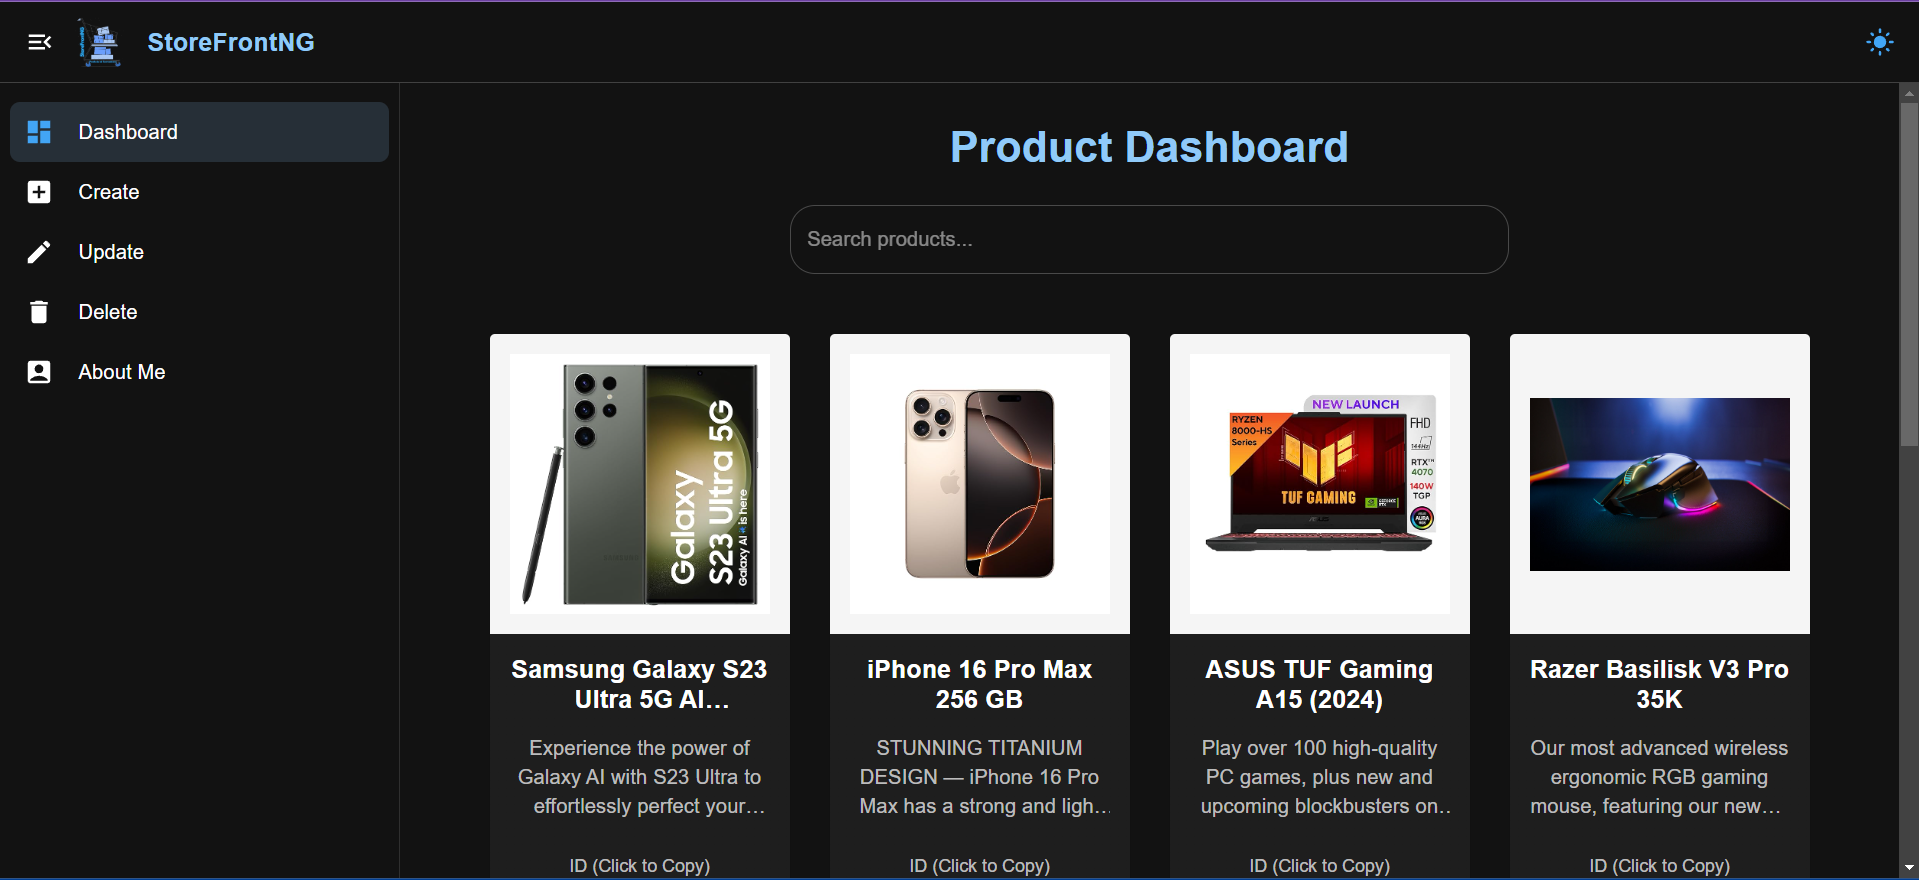 StoreFrontNG
Dashboard
Create
Update
Delete
About Me
Product Dashboard
Search products...
Galaxy
S23 Ultra 5G
Galaxy AI is here
NEW LAUNCH
RYZEN
8000-HS
Series
FHD
144Hz
RTX™
4070
140W
TGP
AURA
TUF GAMING
Samsung Galaxy S23
Ultra 5G AI...
Experience the power of
Galaxy AI with S23 Ultra to
effortlessly perfect your...
ID (Click to Copy)
iPhone 16 Pro Max
256 GB
STUNNING TITANIUM
DESIGN — iPhone 16 Pro
Max has a strong and ligh...
ID (Click to Copy)
ASUS TUF Gaming
A15 (2024)
Play over 100 high-quality
PC games, plus new and
upcoming blockbusters on...
ID (Click to Copy)
Razer Basilisk V3 Pro
35K
Our most advanced wireless
ergonomic RGB gaming
mouse, featuring our new...
ID (Click to Copy)